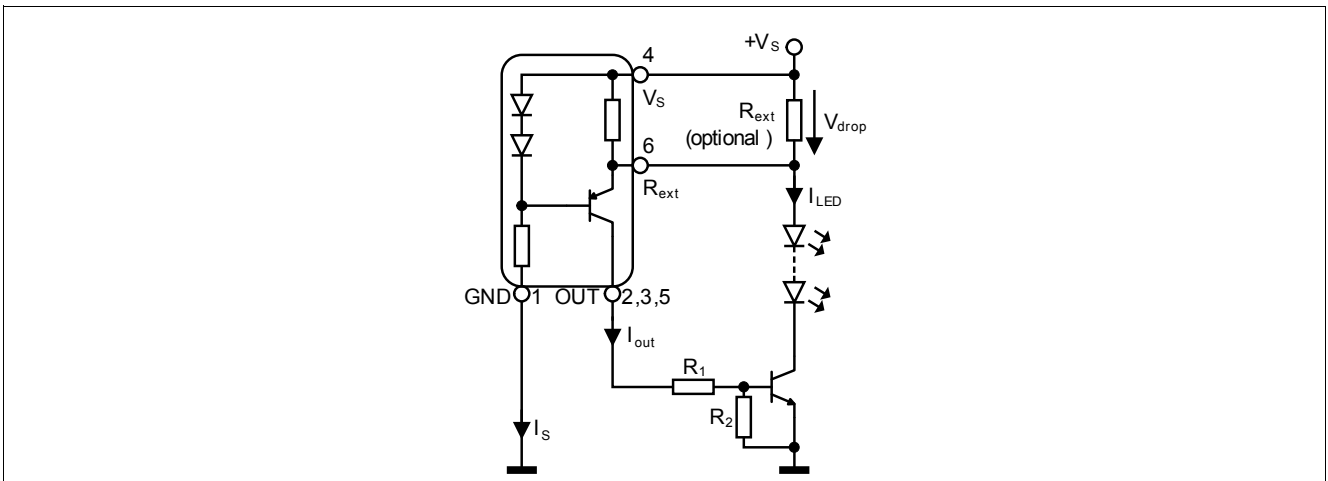 +VS
4
VS
Rext
(optional )
Vdrop
6
Rext
ILED
GND 1 OUT 2,3,5
Iout
R1
R2
IS